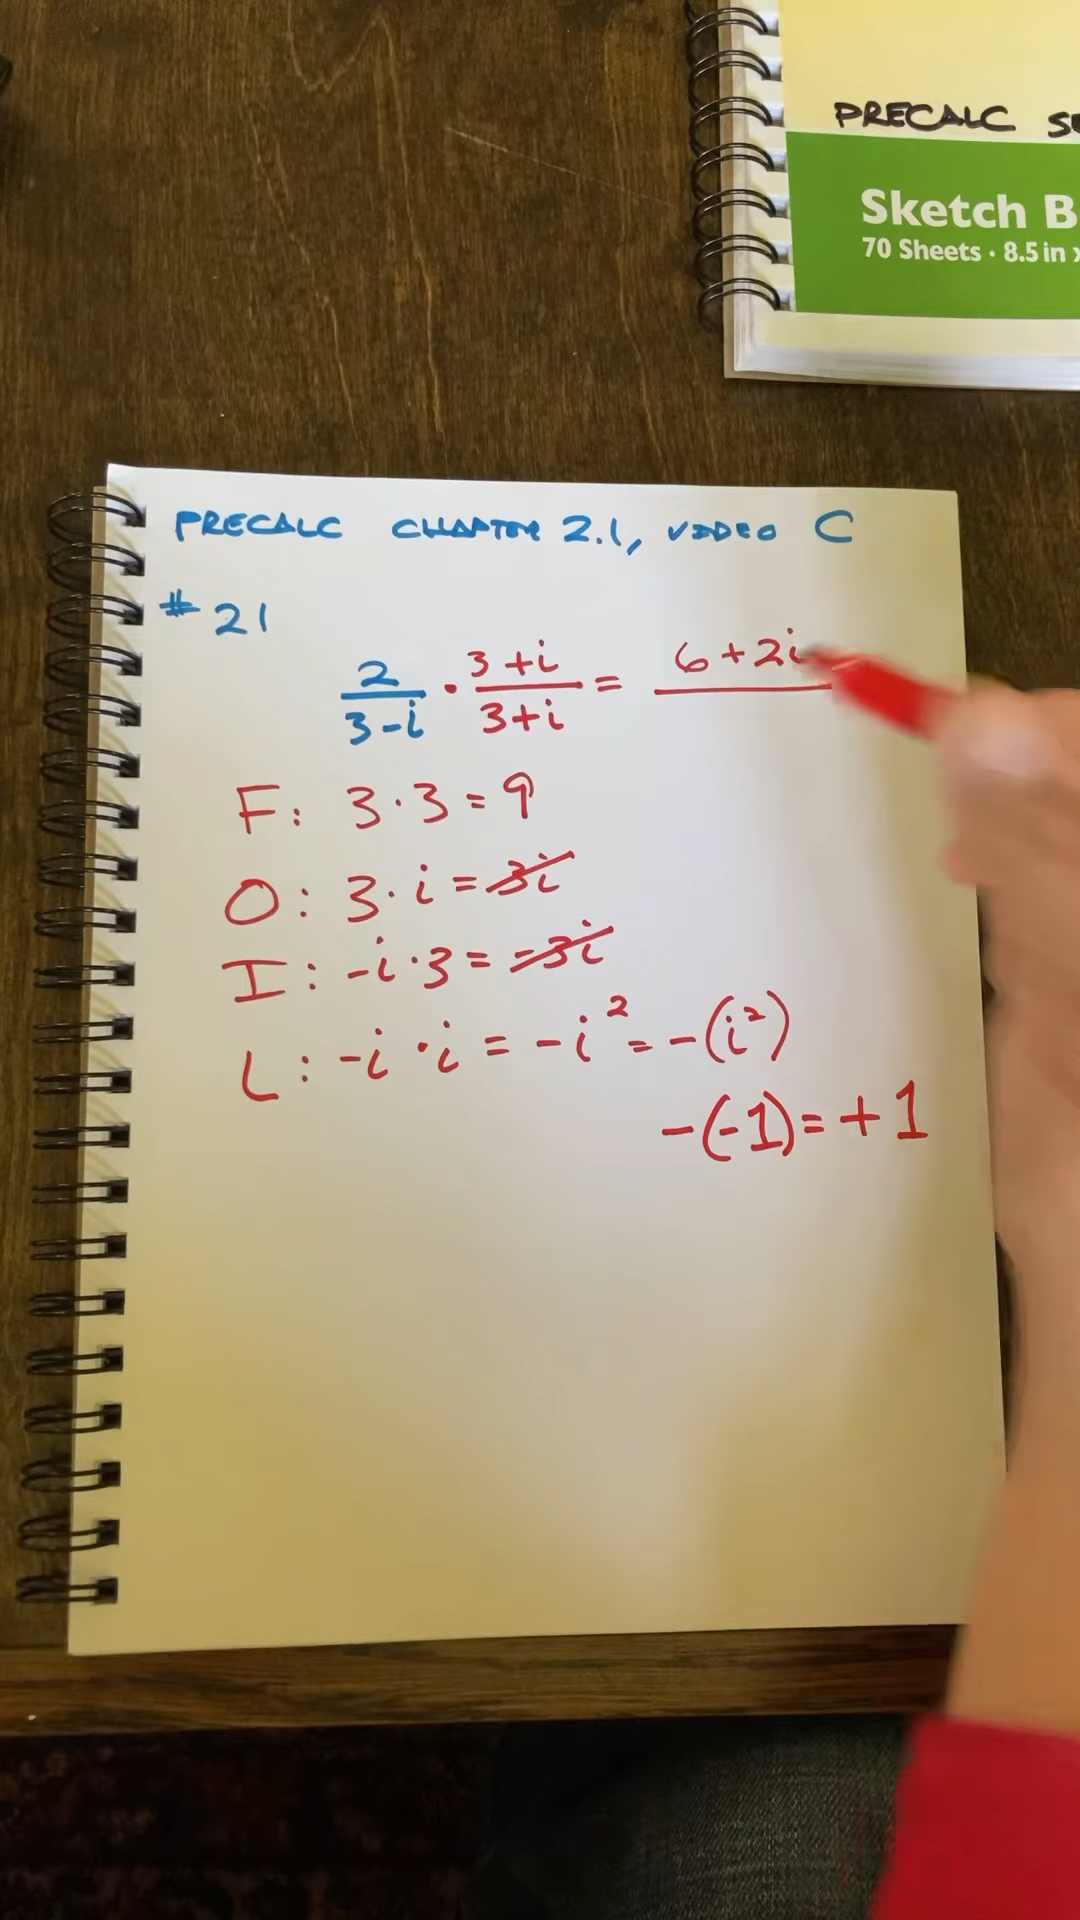 PRECALC
Sketch B
70 Sheets • 8.5 in
PRECALC CHAPTER 2.1, VIDEO C
# 21
2/(3-i) · (3+i)/(3+i) = 6+2i
F: 3·3=9
O: 3·i=3i
I: -i·3=-3i
L: -i·i=-i²=-(i²)
-(-1)=+1